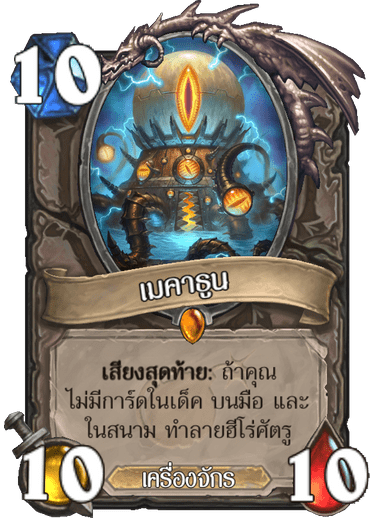 10
เมคาธูน
เสียงสุดท้าย: ถ้าคุณ
ไม่มีการ์ดในเด็ค บนมือ และ
ในสนาม ทำลายฮีโร่ศัตรู
10
เครื่องจักร
10